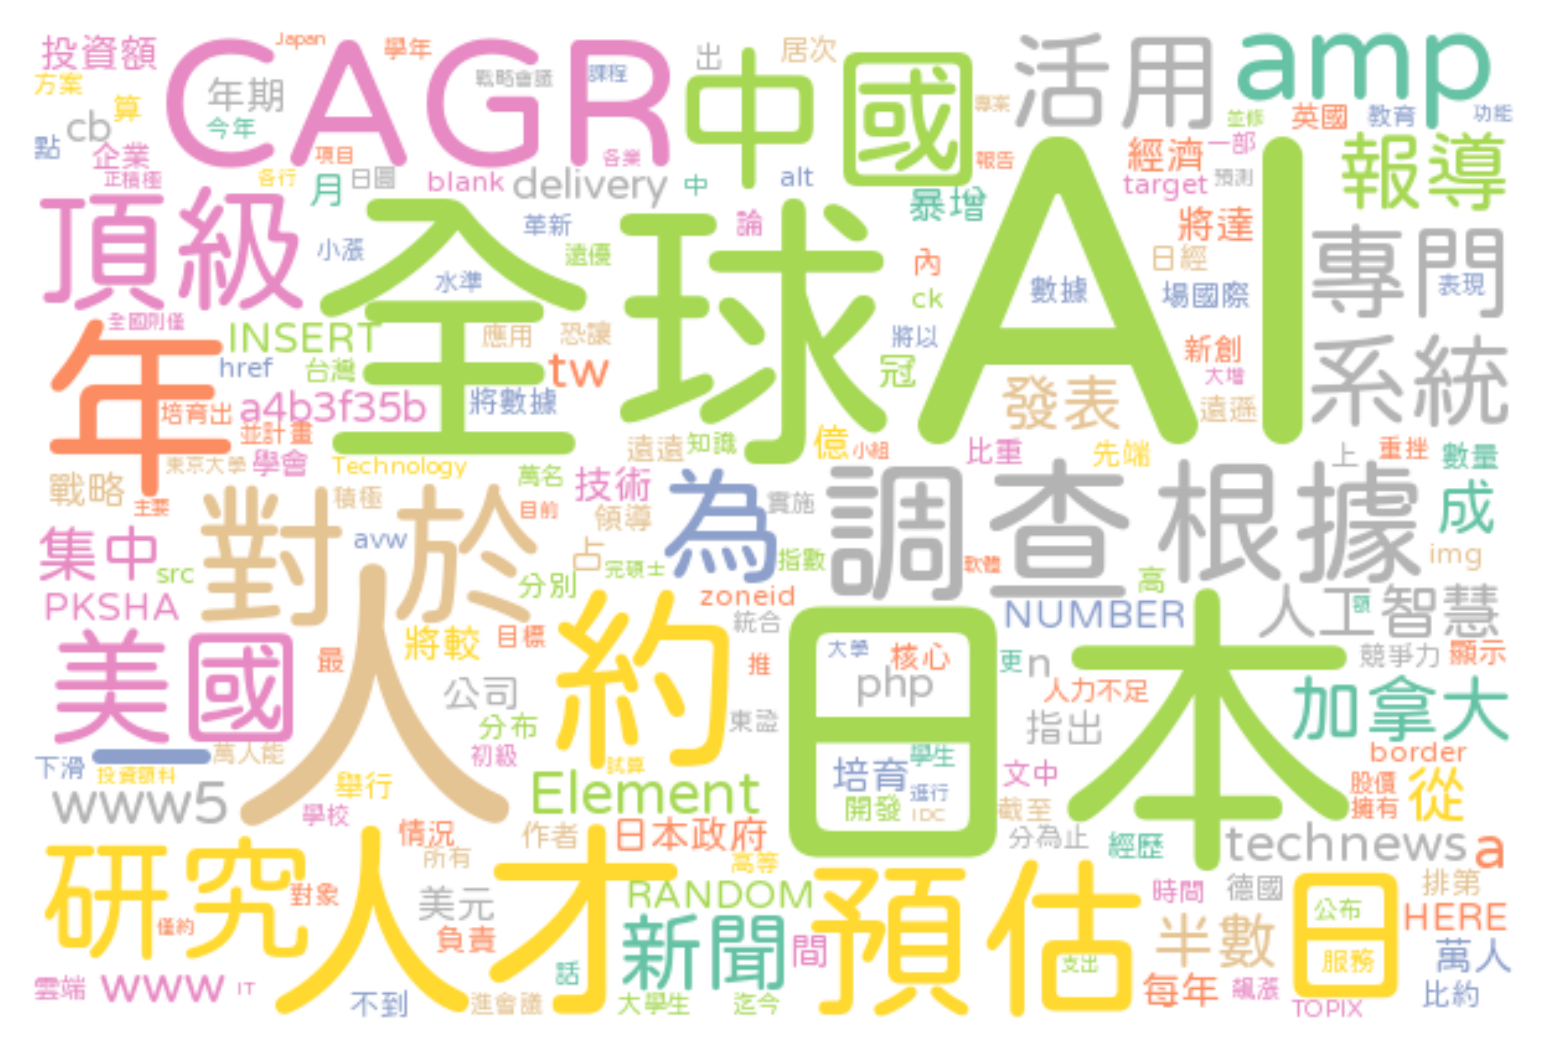 投資額
Japan
學年
戰略會議
課程
出
居次
中國
活用
amp
方案
算
年期
今年
CAGR
專案
並修
英國
教育
功能
cb
點
企業
正積極
項目
各行
月
日圓
各業
blank
delivery
中
alt
報告
經濟
一部
target
預測
報導
暴增
將達
頂級
全球
AI
革新
論
遠優
小漲
水準
內
ck
數據
日經
場國際
專門
表現
全國則僅
年
INSERT
href
台灣
應用
恐讓
tw
將以
冠
新創
大增
系統
培育出
a4b3f35b
並計畫
將數據
發表
遠遜
東京大學
學會
Technology
遠遠
知識
億
小組
比重
先端
上
重挫
數量
戰略
主要
積極
萬名
技術
目前
領導
實施
為
調查
根據
成
集中
src
對於
avw
占
完碩士
分別
指數
軟體
高
img
PKSHA
zoneid
NUMBER
人工智慧
額
美國
最
人
將較
目標
約
統合
推
日本
大學
核心
php
更
n
人力不足
競爭力
顯示
公司
分布
初級
指出
加拿大
下滑
一
投資額料
萬人能
試算
學生
培育
進行
文中
border
www5
舉行
學校
Element
開發
IDC
截至
股價
擁有
從
情況
所有
作者
日本政府
高等
分為止
經歷
technews
a
研究
對象
僅約
人才
美元
負責
RANDOM
新聞
間
預估
時間
德國
日
公布
排第
HERE
半數
服務
萬人
支出
雲端
www
IT
不到
進會議
話
大學生
迄今
每年
飆漲
TOPIX
比約